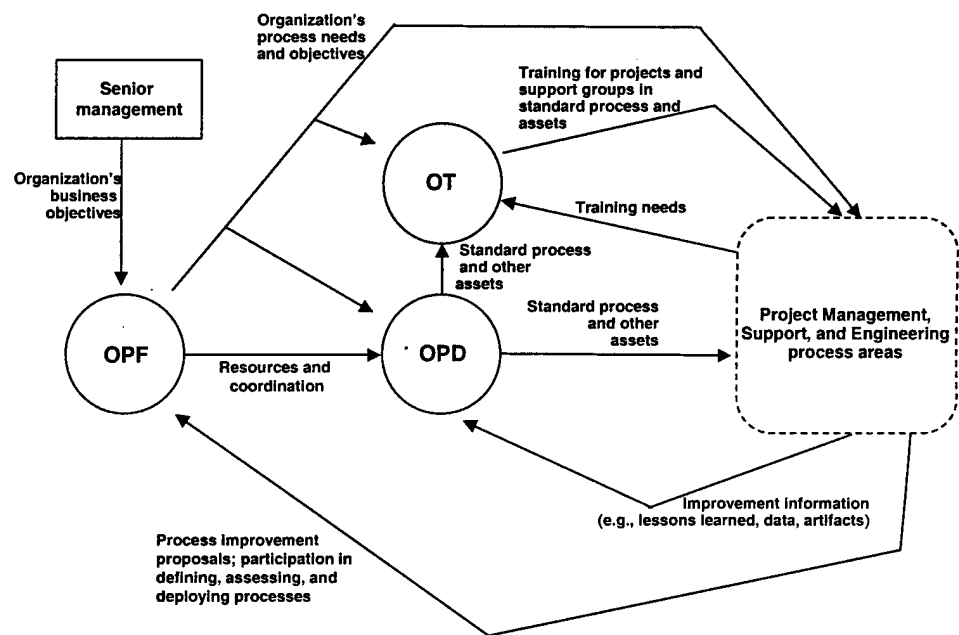 Organization's
process needs
and objectives
Senior
management
Training for projects and
support groups in
standard process and
assets
OT
Organization's
business
objectives
Training needs
Standard process
and other
assets
Standard process
and other
assets
Project Management,
Support, and Engineering
process areas
OPF
OPD
Resources and
coordination
Improvement information
(e.g., lessons learned, data, artifacts)
Process improvement
proposals; participation in
defining, assessing, and
deploying processes